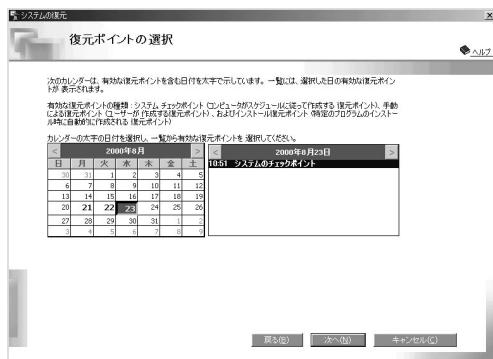 システムの復元
復元ポイントの選択
ヘルプ
次のカレンダーは、有効な復元ポイントを含む日付を太字で示しています。一覧には、選択した日の有効な復元ポイン
トが 表示されます。
有効な復元ポイントの種類 : システム チェックポイント (コンピュータがスケジュールに従って作成する 復元ポイント)、手動
による復元ポイント (ユーザーが 作成する復元ポイント) 、およびインストール復元ポイント (特定のプログラムのインストー
ル時に自動的に作成される 復元ポイント)
カレンダーの太字の日付を選択し、一覧から有効な復元ポイントを 選択してください。
< 2000年8月 >
日 月 火 水 木 金 土
30 31 1 2 3 4 5
6 7 8 9 10 11 12
13 14 15 16 17 18 19
20 21 22 23 24 25 26
27 28 29 30 31 1 2
3 4 5 6 7 8 9
< 2000年8月23日 >
10:51 システムのチェックポイント
戻る(B) 次へ(N) キャンセル(C)